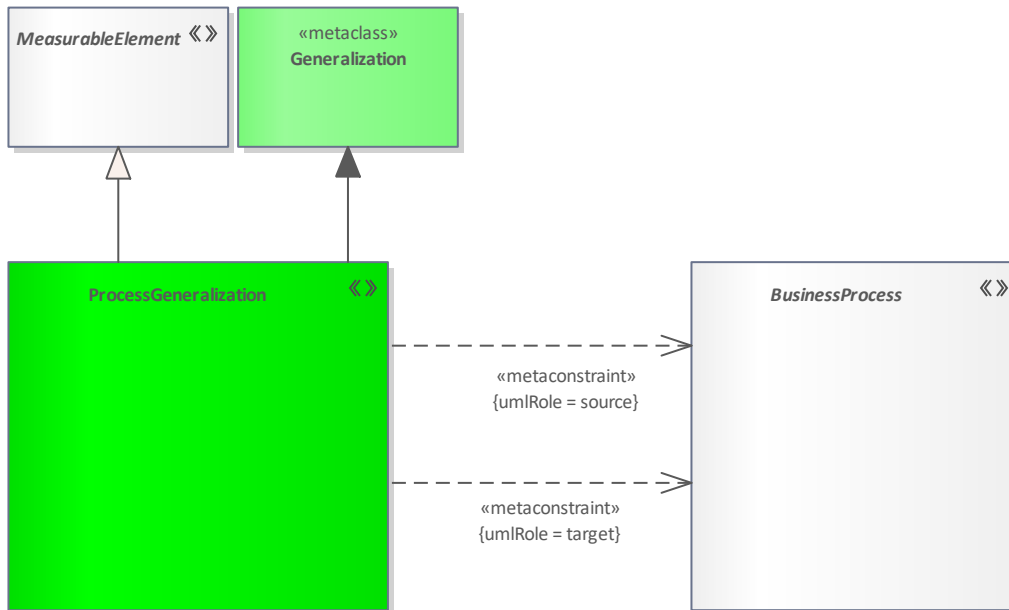 MeasurableElement «»
«metaclass»
Generalization
ProcessGeneralization «»
BusinessProcess «»
«metaconstraint»
{umlRole = source}
«metaconstraint»
{umlRole = target}